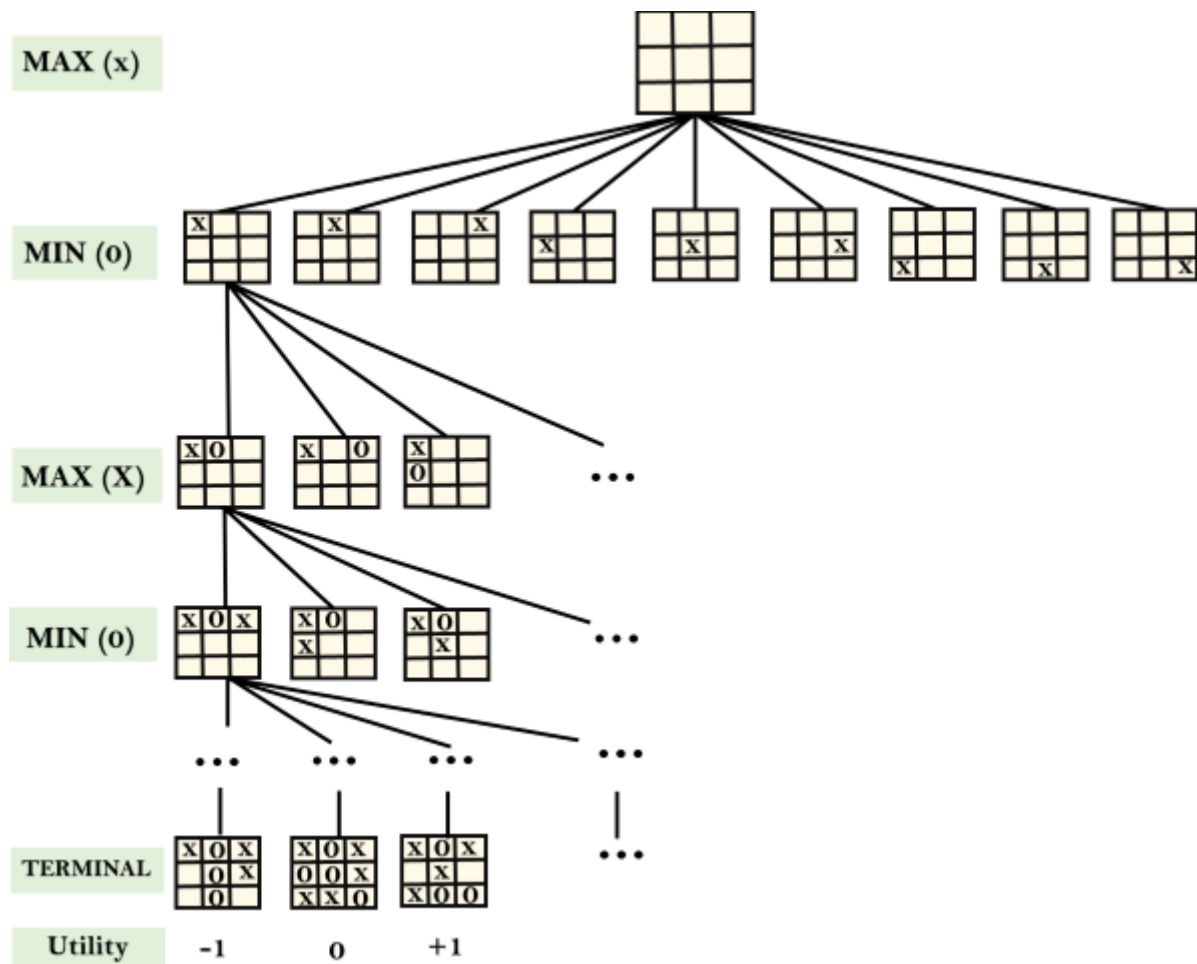 MAX (x)
X X X X X X X X X
MIN (o)
X O X O X
MAX (X) O ...
X O X X O X O
MIN (o) X X ...
... ... ... ...
X O X X O X X O X
TERMINAL O X O O X X ...
O X X O X O O
Utility -1 0 +1